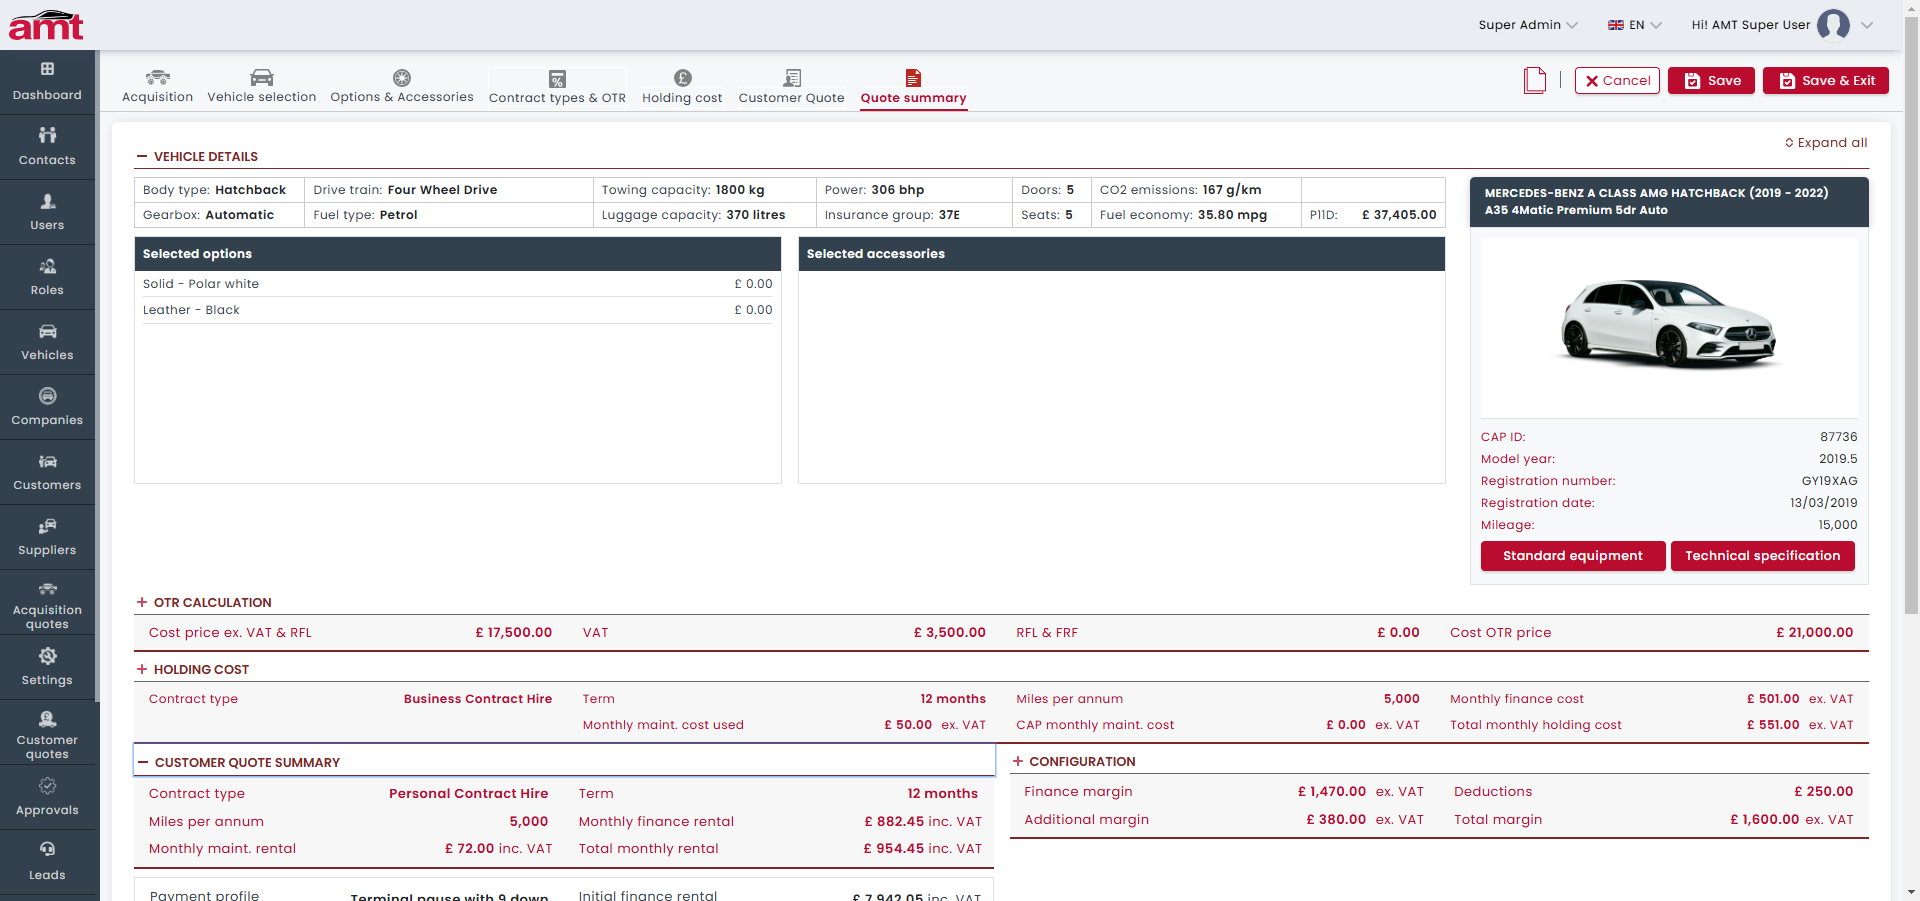 amt
Super Admin
EN
Hi! AMT Super User
Dashboard
Contacts
Users
Roles
Vehicles
Companies
Customers
Suppliers
Acquisition
quotes
Settings
Customer
quotes
Approvals
Leads
Acquisition
Vehicle selection
Options & Accessories
Contract types & OTR
Holding cost
Customer Quote
Quote summary
Cancel
Save
Save & Exit
Expand all
VEHICLE DETAILS
Body type: Hatchback
Drive train: Four Wheel Drive
Towing capacity: 1800 kg
Power: 306 bhp
Doors: 5
CO2 emissions: 167 g/km
Gearbox: Automatic
Fuel type: Petrol
Luggage capacity: 370 litres
Insurance group: 37E
Seats: 5
Fuel economy: 35.80 mpg
P11D: £ 37,405.00
Selected options
Solid - Polar white £ 0.00
Leather - Black £ 0.00
Selected accessories
MERCEDES-BENZ A CLASS AMG HATCHBACK (2019 - 2022)
A35 4Matic Premium 5dr Auto
CAP ID: 87736
Model year: 2019.5
Registration number: GY19XAG
Registration date: 13/03/2019
Mileage: 15,000
Standard equipment
Technical specification
OTR CALCULATION
Cost price ex. VAT & RFL £ 17,500.00 VAT £ 3,500.00 RFL & FRF £ 0.00 Cost OTR price £ 21,000.00
HOLDING COST
Contract type Business Contract Hire Term 12 months Miles per annum 5,000 Monthly finance cost £ 501.00 ex. VAT
Monthly maint. cost used £ 50.00 ex. VAT CAP monthly maint. cost £ 0.00 ex. VAT Total monthly holding cost £ 551.00 ex. VAT
CUSTOMER QUOTE SUMMARY
Contract type Personal Contract Hire Term 12 months
Miles per annum 5,000 Monthly finance rental £ 882.45 inc. VAT
Monthly maint. rental £ 72.00 inc. VAT Total monthly rental £ 954.45 inc. VAT
CONFIGURATION
Finance margin £ 1,470.00 ex. VAT Deductions £ 250.00
Additional margin £ 380.00 ex. VAT Total margin £ 1,600.00 ex. VAT
Payment profile Terminal pause with 9 down Initial finance rental £ 7,942.05 inc. VAT